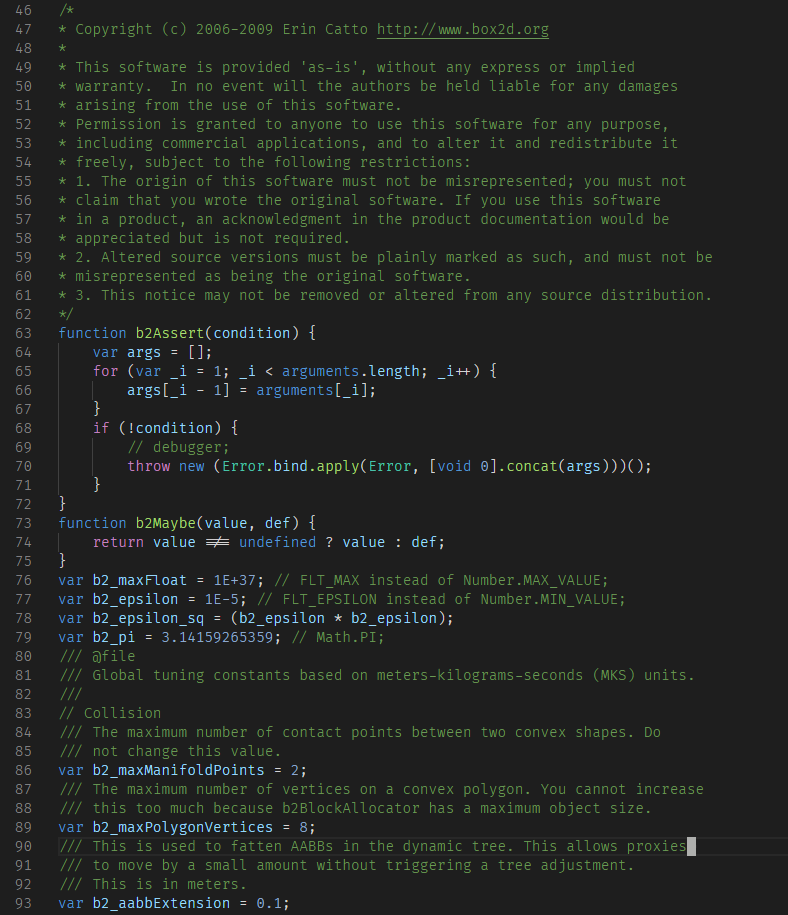 46 /*
47 * Copyright (c) 2006-2009 Erin Catto http://www.box2d.org
48 *
49 * This software is provided 'as-is', without any express or implied
50 * warranty.  In no event will the authors be held liable for any damages
51 * arising from the use of this software.
52 * Permission is granted to anyone to use this software for any purpose,
53 * including commercial applications, and to alter it and redistribute it
54 * freely, subject to the following restrictions:
55 * 1. The origin of this software must not be misrepresented; you must not
56 * claim that you wrote the original software. If you use this software
57 * in a product, an acknowledgment in the product documentation would be
58 * appreciated but is not required.
59 * 2. Altered source versions must be plainly marked as such, and must not be
60 * misrepresented as being the original software.
61 * 3. This notice may not be removed or altered from any source distribution.
62 */
63 function b2Assert(condition) {
64     var args = [];
65     for (var _i = 1; _i < arguments.length; _i++) {
66         args[_i - 1] = arguments[_i];
67     }
68     if (!condition) {
69         // debugger;
70         throw new (Error.bind.apply(Error, [void 0].concat(args)))();
71     }
72 }
73 function b2Maybe(value, def) {
74     return value !== undefined ? value : def;
75 }
76 var b2_maxFloat = 1E+37; // FLT_MAX instead of Number.MAX_VALUE;
77 var b2_epsilon = 1E-5; // FLT_EPSILON instead of Number.MIN_VALUE;
78 var b2_epsilon_sq = (b2_epsilon * b2_epsilon);
79 var b2_pi = 3.14159265359; // Math.PI;
80 /// @file
81 /// Global tuning constants based on meters-kilograms-seconds (MKS) units.
82 ///
83 // Collision
84 /// The maximum number of contact points between two convex shapes. Do
85 /// not change this value.
86 var b2_maxManifoldPoints = 2;
87 /// The maximum number of vertices on a convex polygon. You cannot increase
88 /// this too much because b2BlockAllocator has a maximum object size.
89 var b2_maxPolygonVertices = 8;
90 /// This is used to fatten AABBs in the dynamic tree. This allows proxies
91 /// to move by a small amount without triggering a tree adjustment.
92 /// This is in meters.
93 var b2_aabbExtension = 0.1;